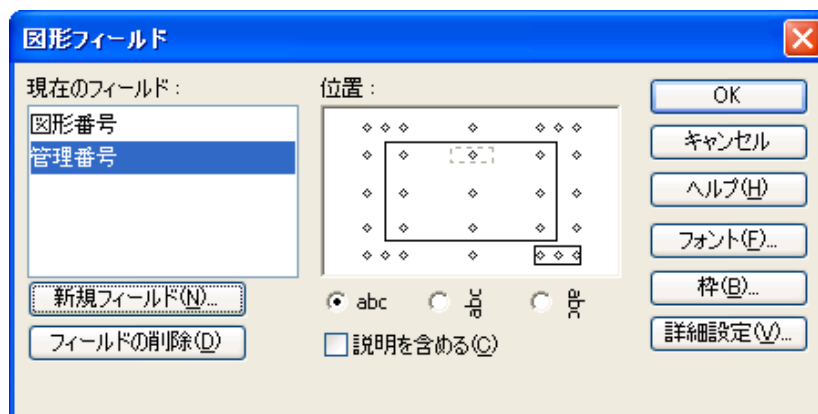 図形フィールド
現在のフィールド：
図形番号
管理番号
新規フィールド(N)...
フィールドの削除(D)
位置：
abc
abc
abc
説明を含める(C)
OK
キャンセル
ヘルプ(H)
フォント(F)...
枠(B)...
詳細設定(V)...